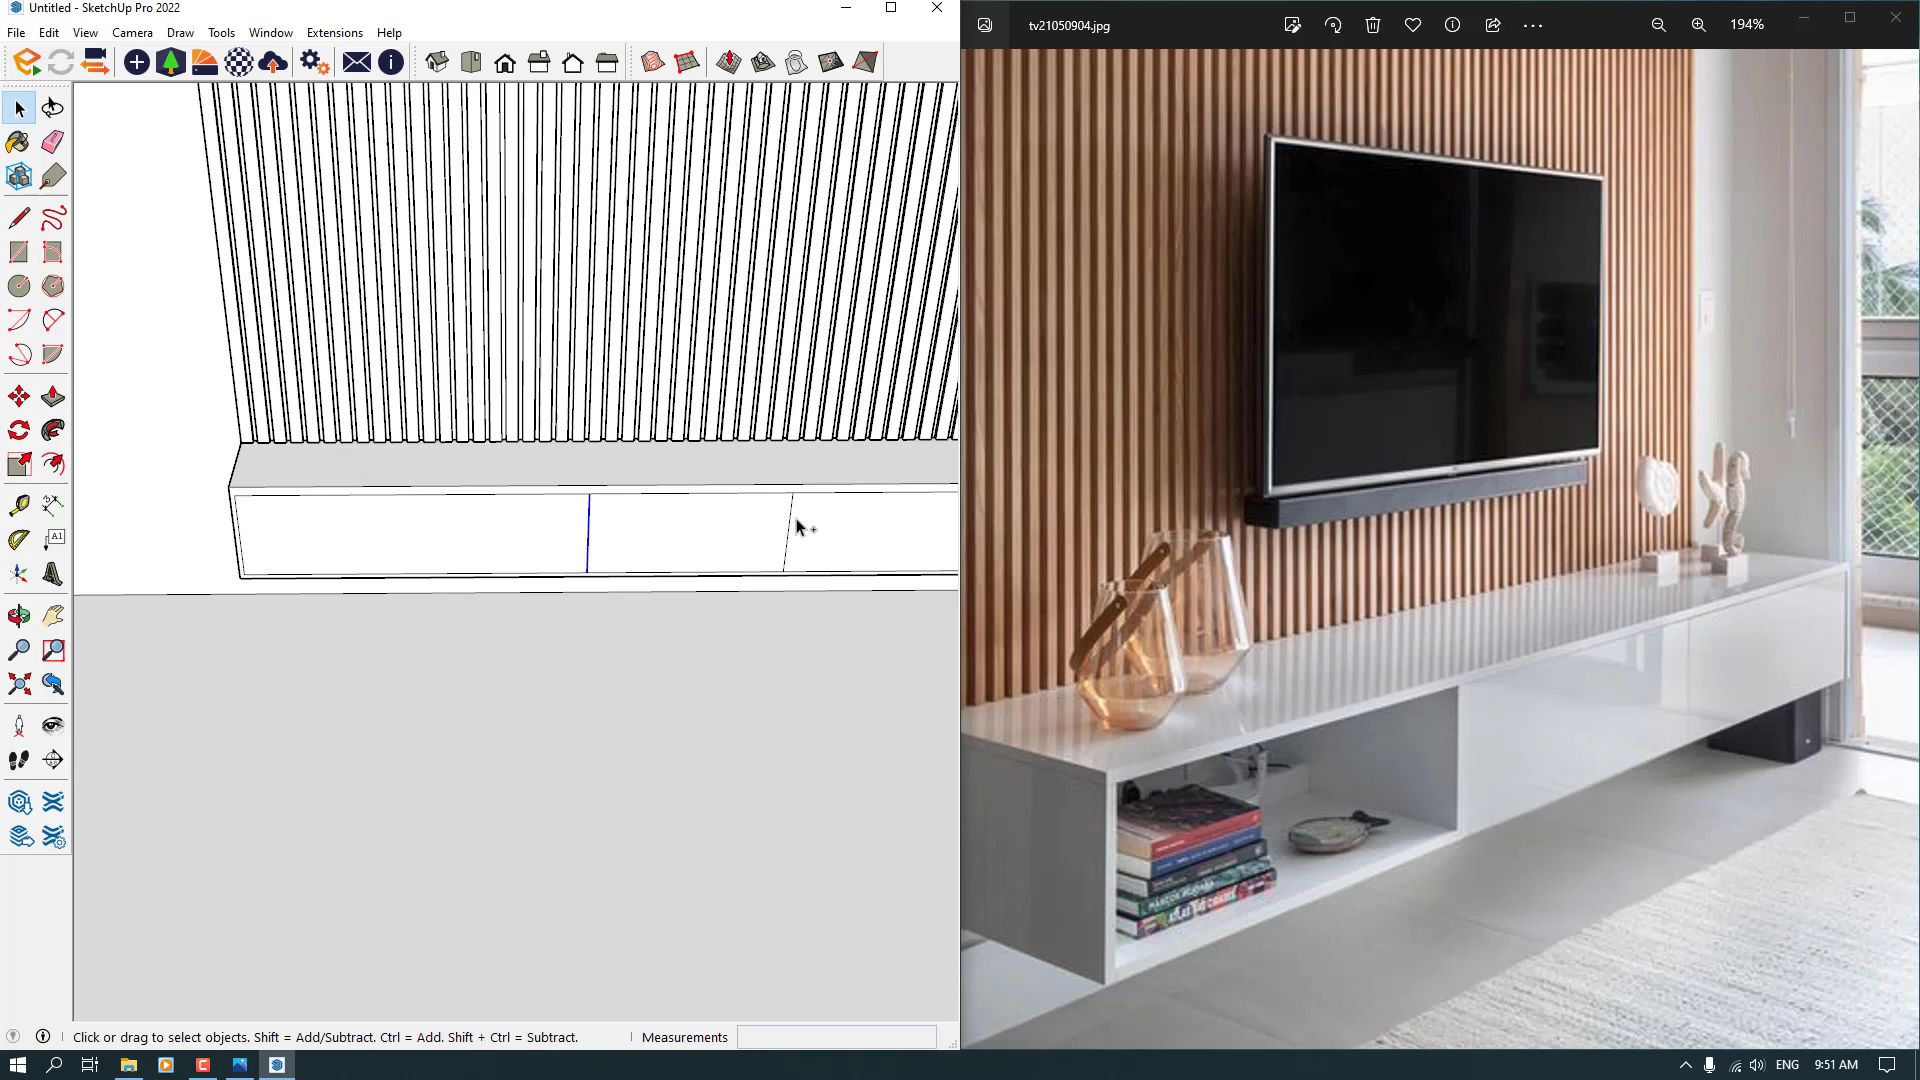 Untitled - SketchUp Pro 2022
File Edit View Camera Draw Tools Window Extensions Help
A1
Click or drag to select objects. Shift = Add/Subtract. Ctrl = Add. Shift + Ctrl = Subtract.
Measurements
tv21050904.jpg
194%
ENG
9:51 AM